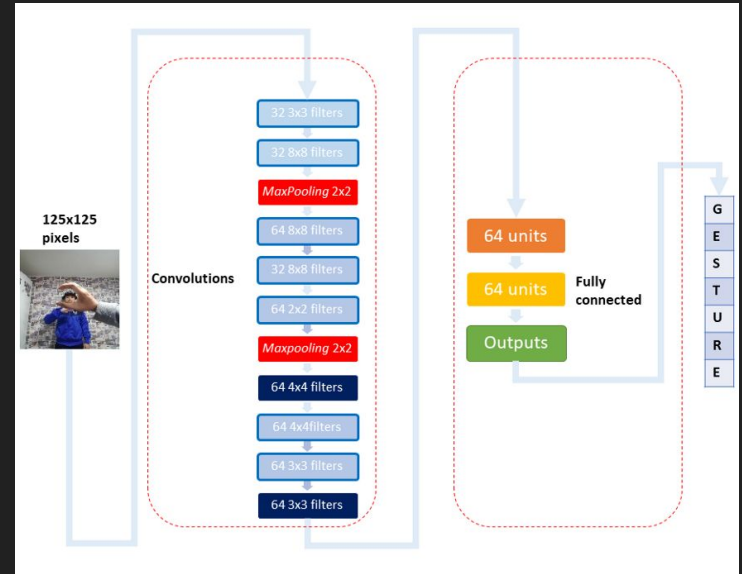 125x125
pixels
Convolutions
32 3x3 filters
32 8x8 filters
MaxPooling 2x2
64 8x8 filters
32 8x8 filters
64 2x2 filters
Maxpooling 2x2
64 4x4 filters
64 4x4filters
64 3x3 filters
64 3x3 filters
64 units
64 units
Outputs
Fully
connected
G
E
S
T
U
R
E